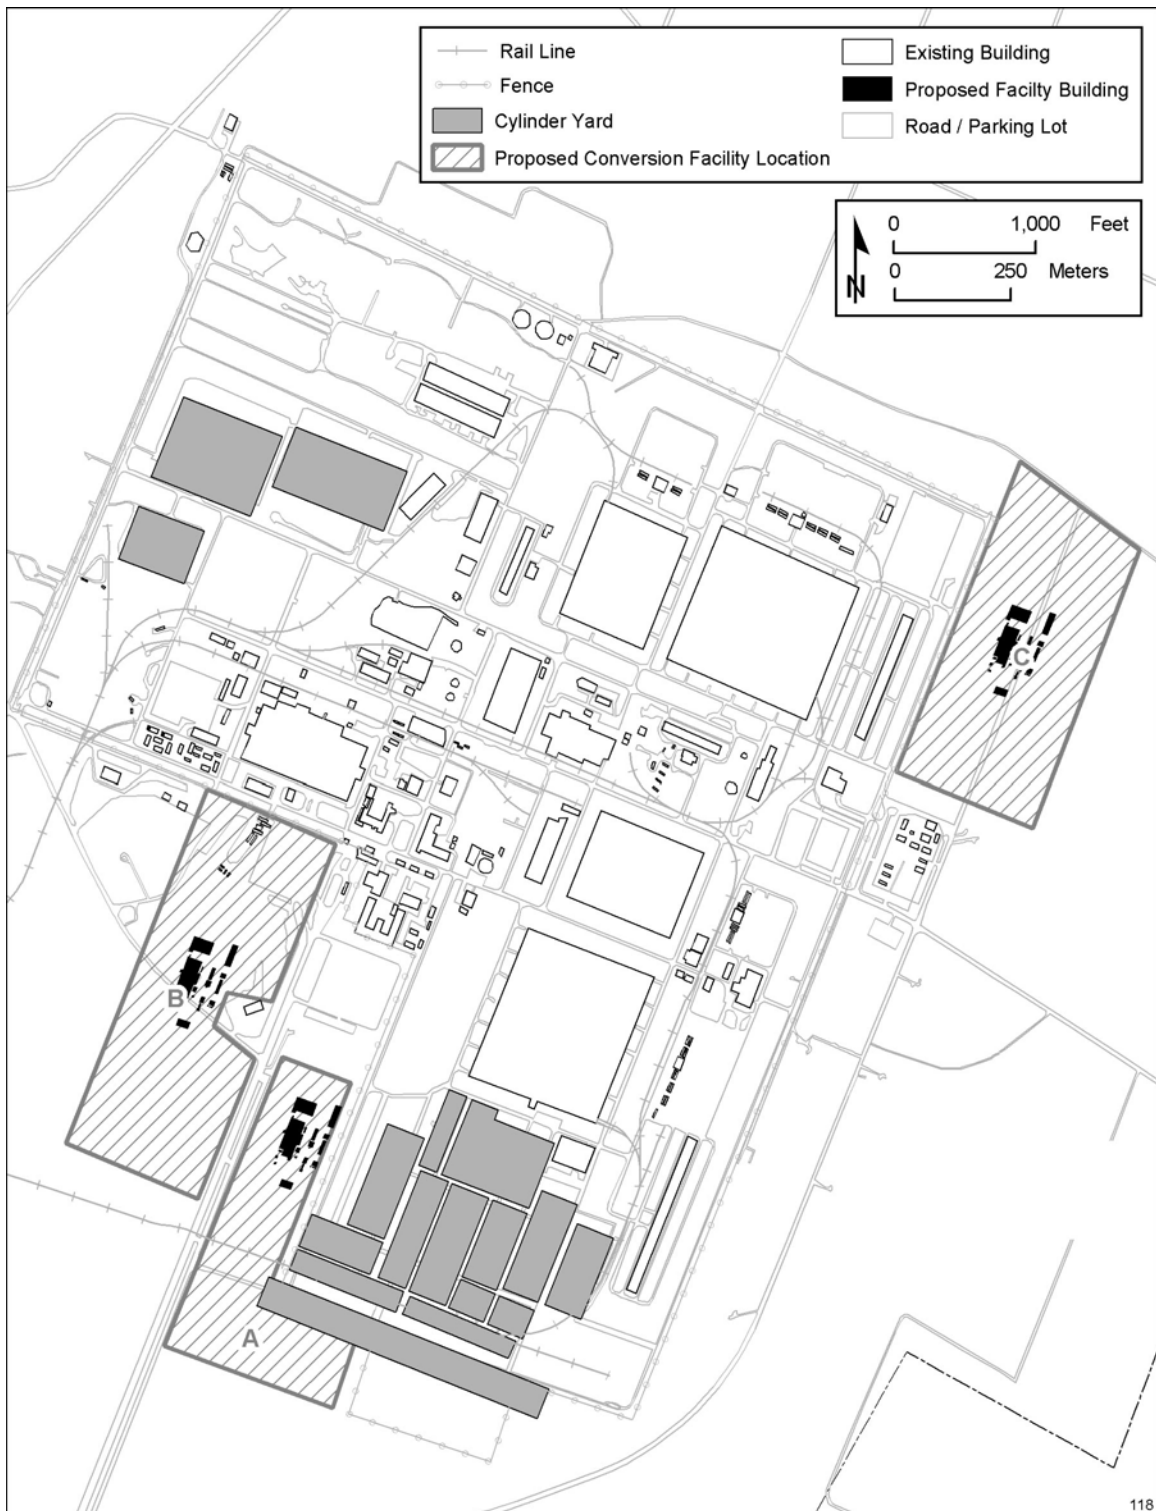 Rail Line
Fence
Cylinder Yard
Proposed Conversion Facility Location
Existing Building
Proposed Facilty Building
Road / Parking Lot
0 1,000 Feet
0 250 Meters
N
C
B
A
118